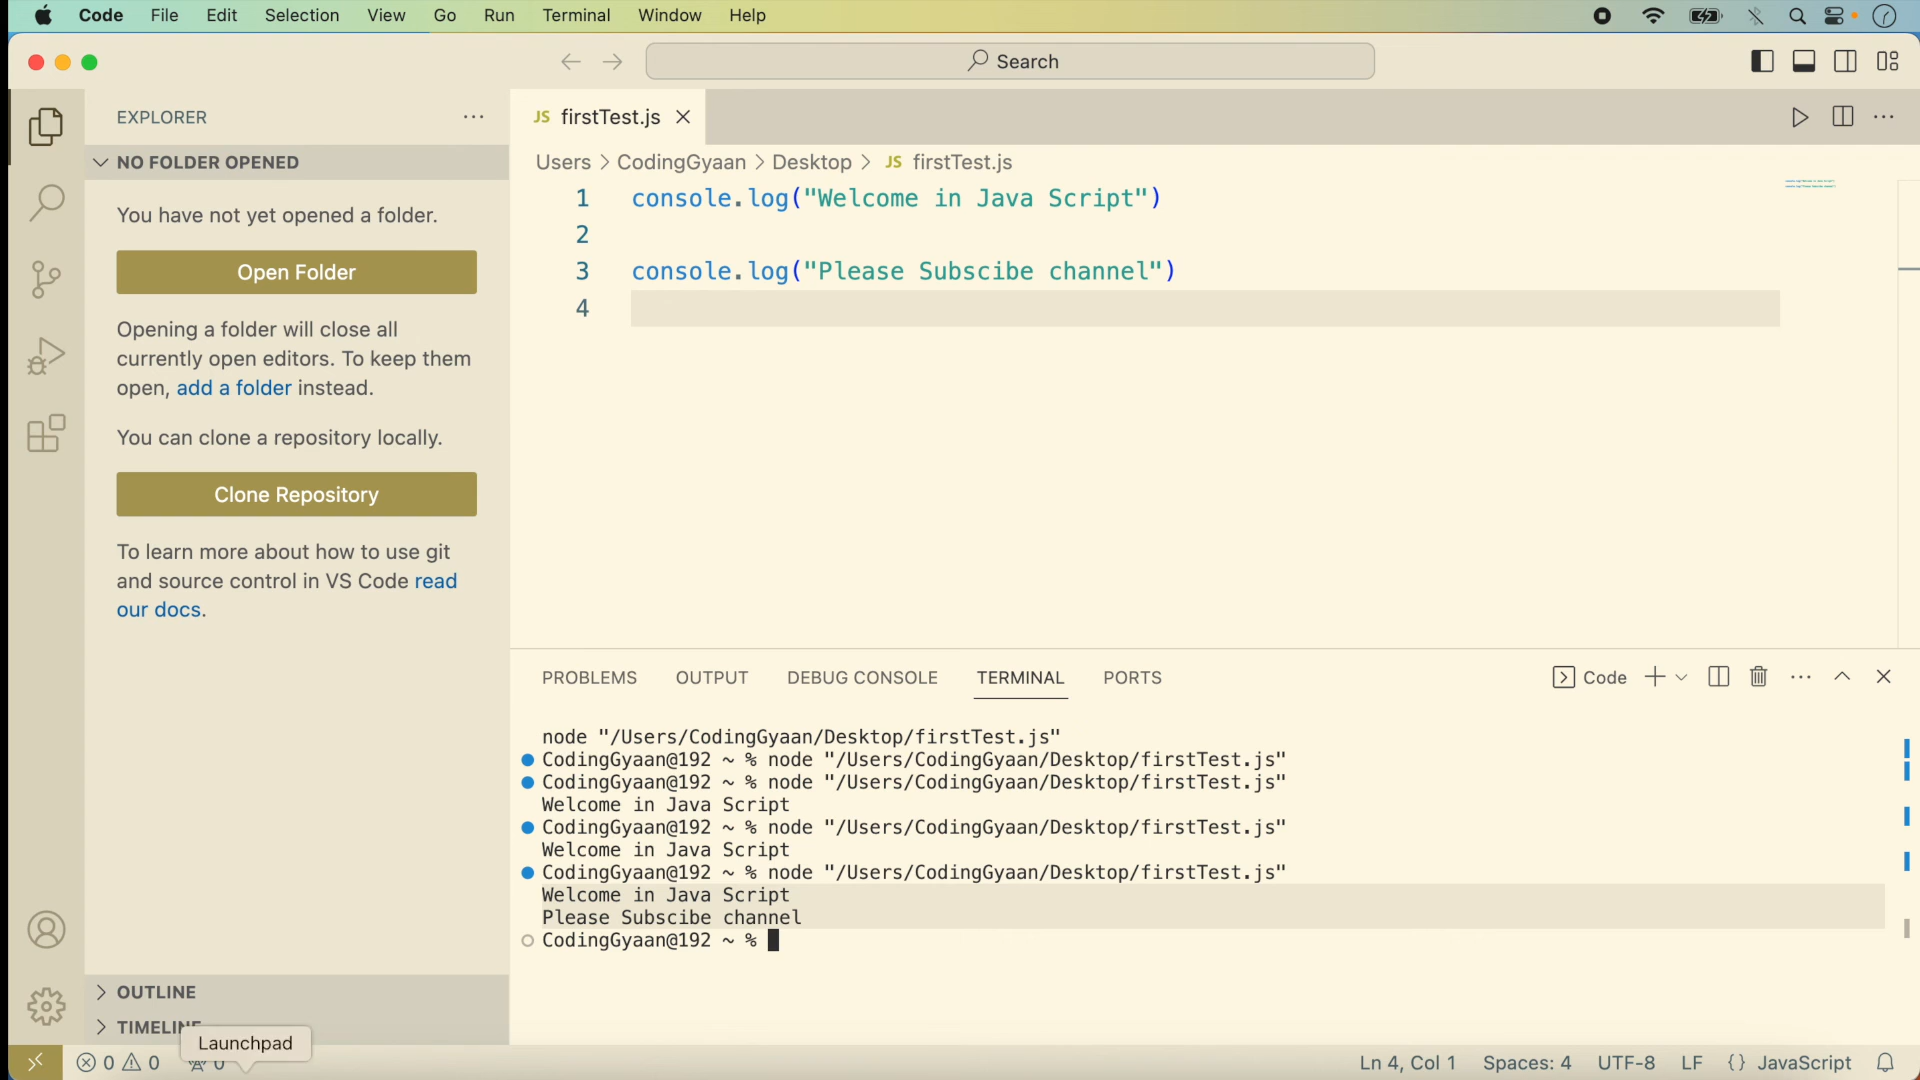 Code File Edit Selection View Go Run Terminal Window Help
Search
EXPLORER
NO FOLDER OPENED
You have not yet opened a folder.
Open Folder
Opening a folder will close all
currently open editors. To keep them
open, add a folder instead.
You can clone a repository locally.
Clone Repository
To learn more about how to use git
and source control in VS Code read
our docs.
OUTLINE
TIMELINE
Launchpad
JS firstTest.js
Users > CodingGyaan > Desktop > JS firstTest.js
1 console.log("Welcome in Java Script")
2
3 console.log("Please Subscibe channel")
4
PROBLEMS OUTPUT DEBUG CONSOLE TERMINAL PORTS
Code
node "/Users/CodingGyaan/Desktop/firstTest.js"
CodingGyaan@192 ~ % node "/Users/CodingGyaan/Desktop/firstTest.js"
CodingGyaan@192 ~ % node "/Users/CodingGyaan/Desktop/firstTest.js"
Welcome in Java Script
CodingGyaan@192 ~ % node "/Users/CodingGyaan/Desktop/firstTest.js"
Welcome in Java Script
CodingGyaan@192 ~ % node "/Users/CodingGyaan/Desktop/firstTest.js"
Welcome in Java Script
Please Subscibe channel
CodingGyaan@192 ~ %
0 0 0 Ln 4, Col 1 Spaces: 4 UTF-8 LF {} JavaScript